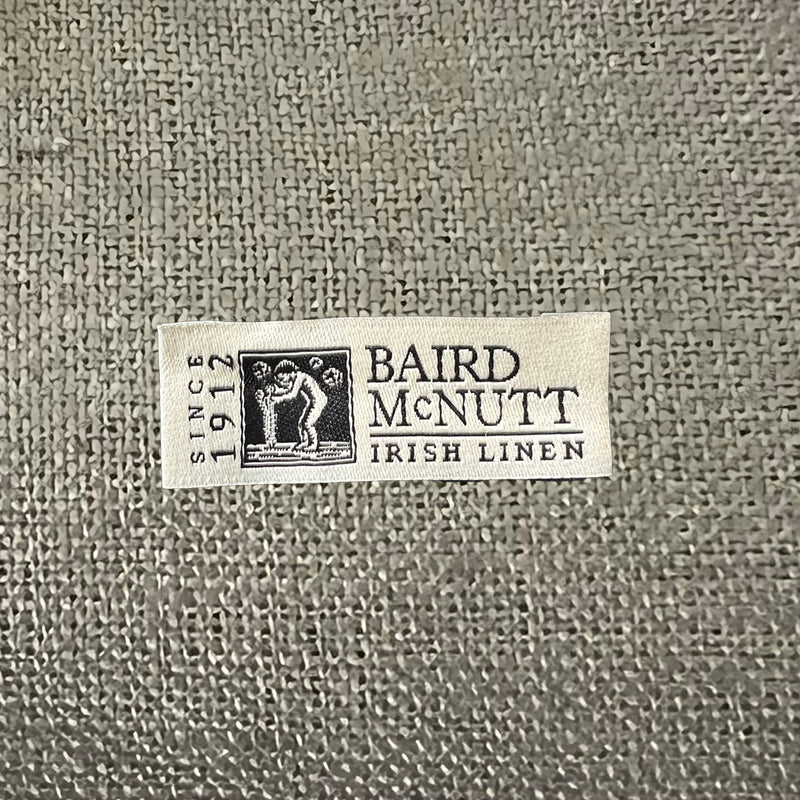 SINCE
1912
BAIRD
McNUTT
IRISH LINEN